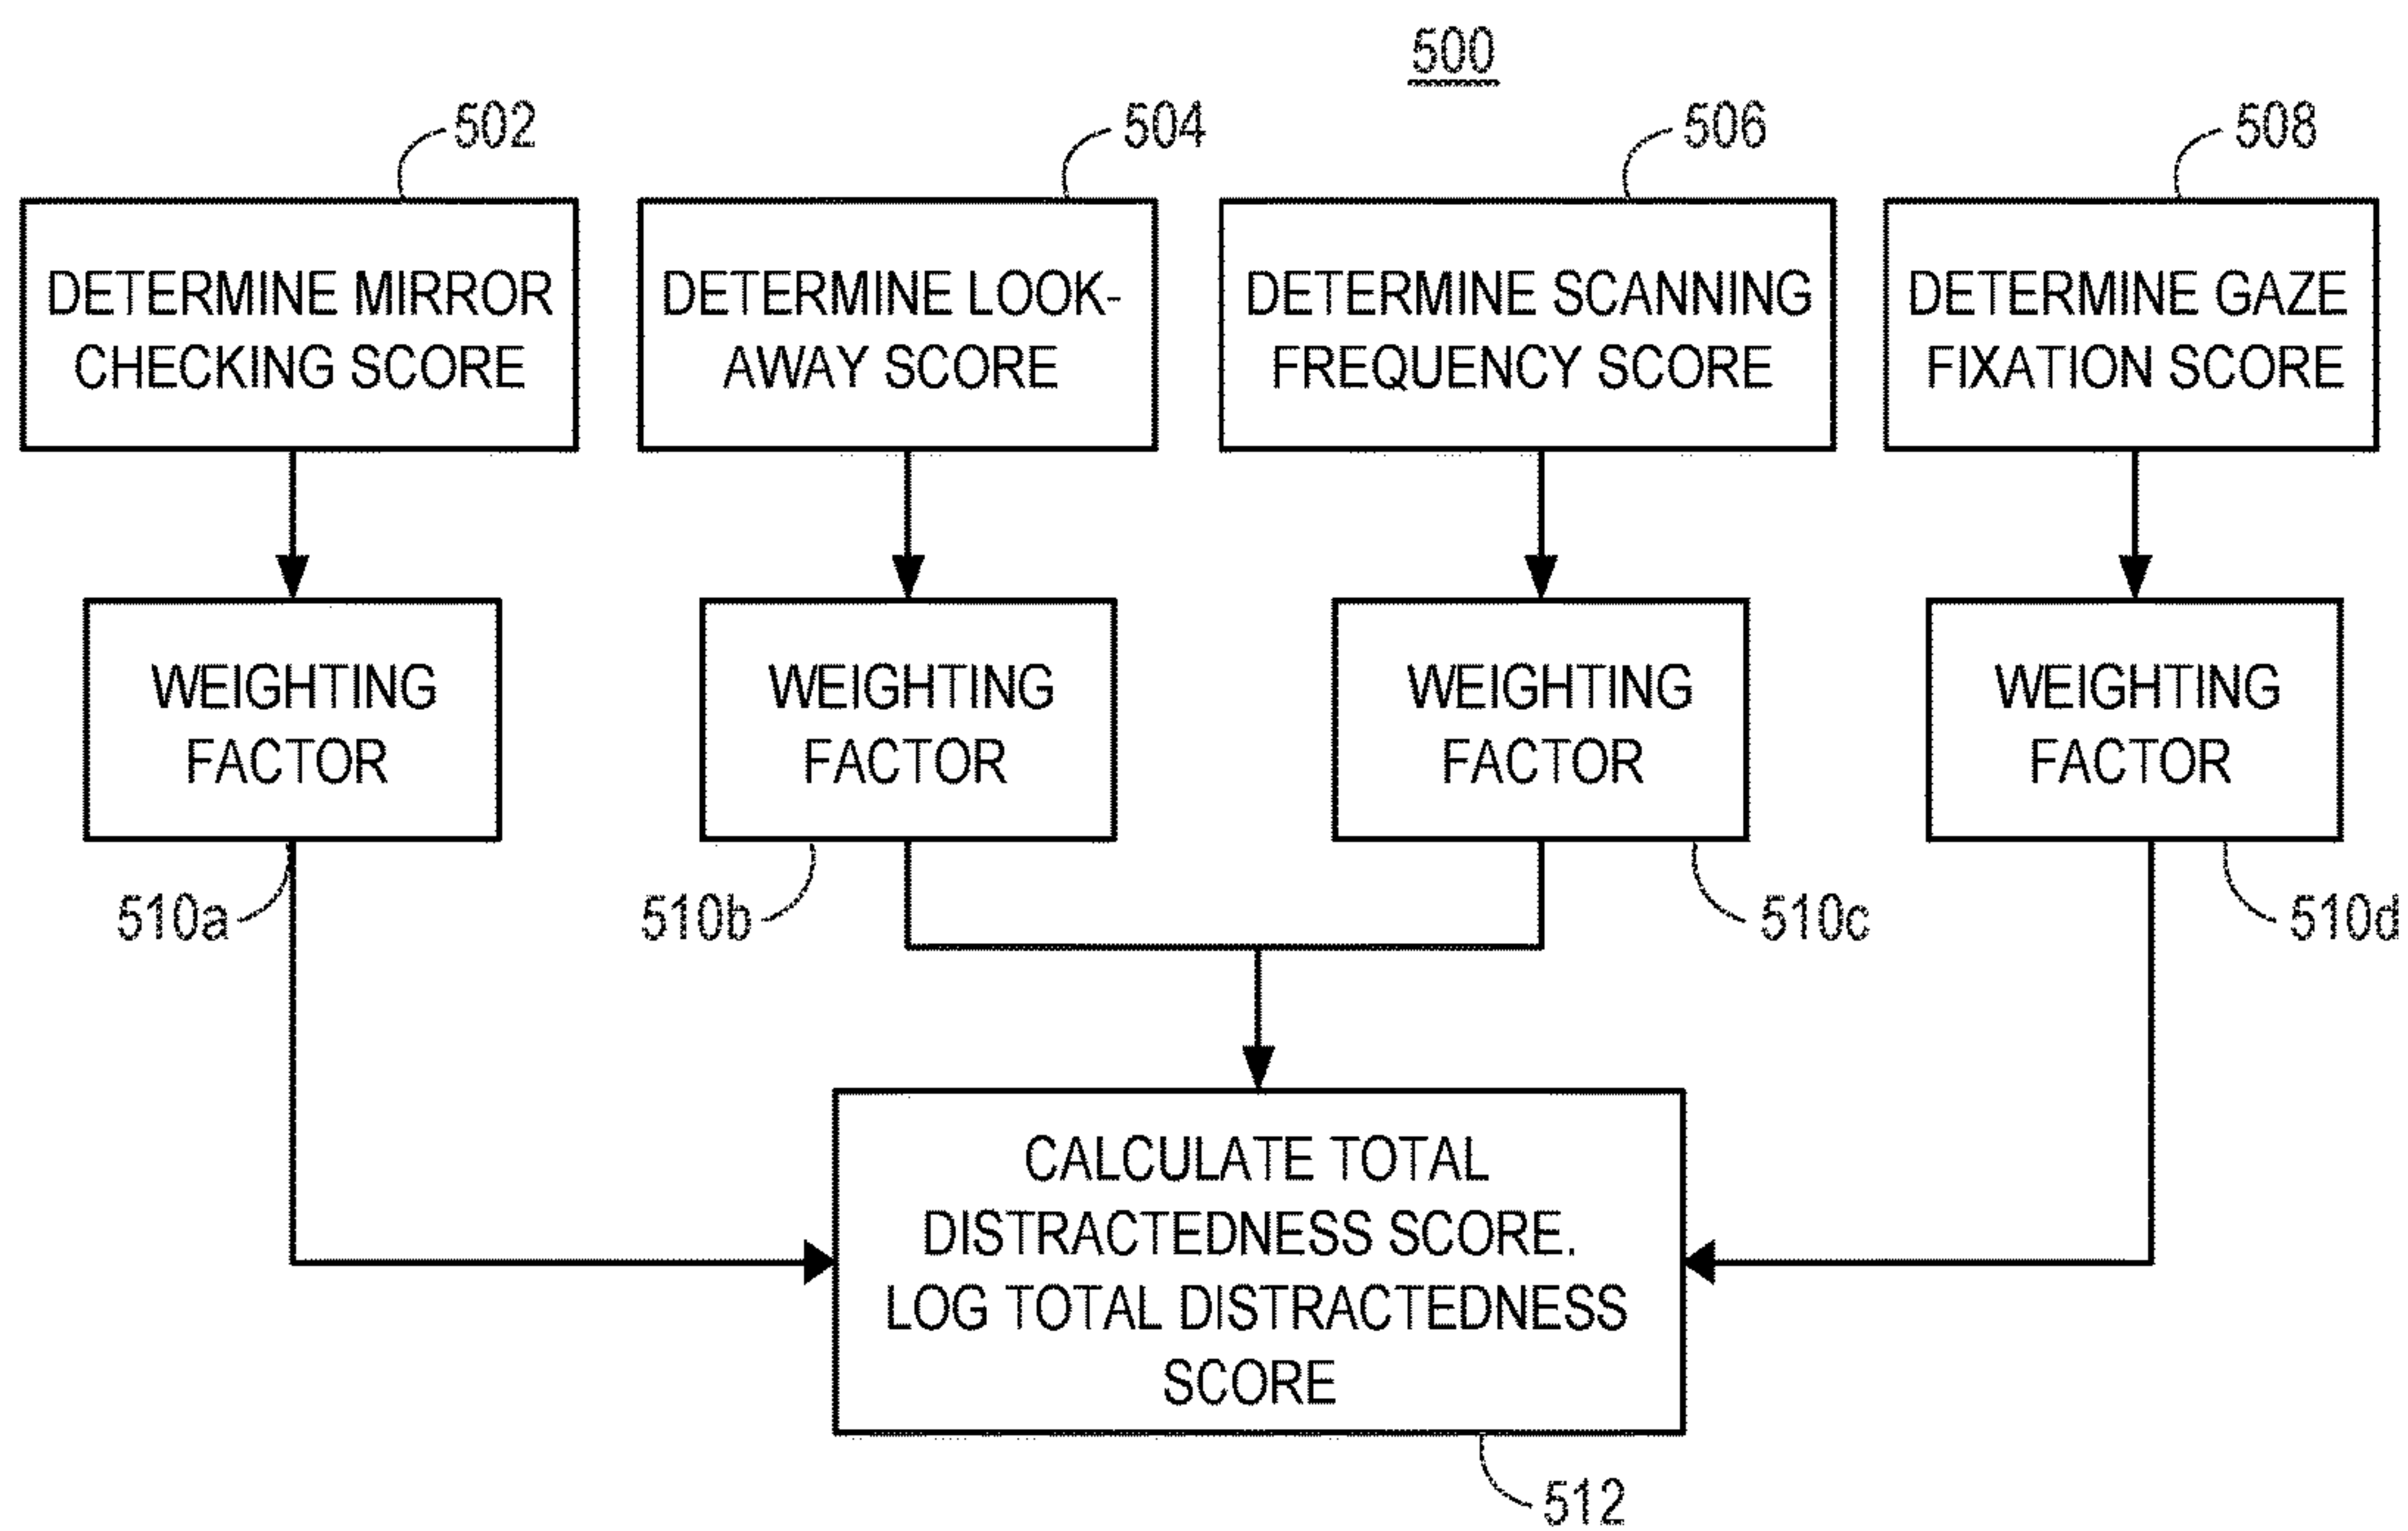 500
502
504
506
508
DETERMINE MIRROR
CHECKING SCORE
DETERMINE LOOK-
AWAY SCORE
DETERMINE SCANNING
FREQUENCY SCORE
DETERMINE GAZE
FIXATION SCORE
WEIGHTING
FACTOR
WEIGHTING
FACTOR
WEIGHTING
FACTOR
WEIGHTING
FACTOR
510a
510b
510c
510d
CALCULATE TOTAL
DISTRACTEDNESS SCORE.
LOG TOTAL DISTRACTEDNESS
SCORE
512